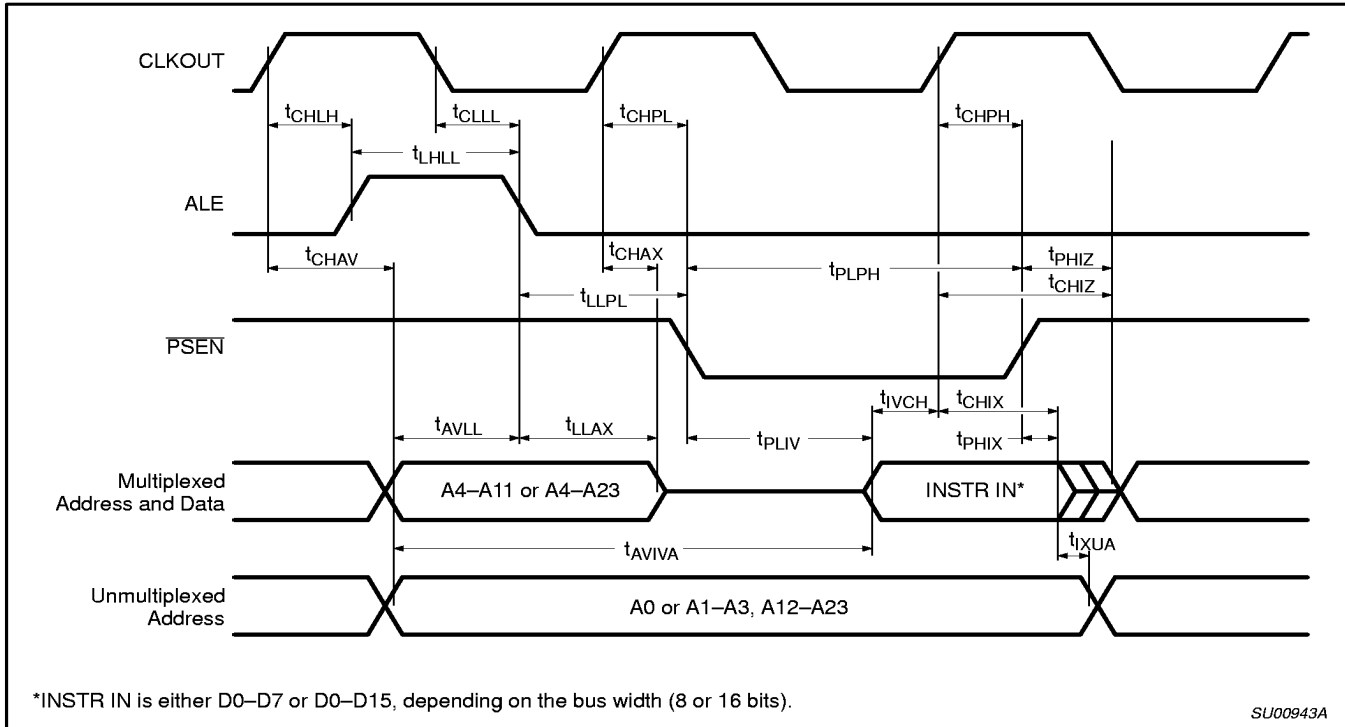 CLKOUT
tCHLH
tCLLL
tCHPL
tCHPH
tLHLL
ALE
tCHAV
tCHAX
tPLPH
tPHIZ
tLLPL
tCHIZ
PSEN
tIVCH
tCHIX
tAVLL
tLLAX
tPLIV
tPHIX
Multiplexed
Address and Data
A4–A11 or A4–A23
INSTR IN*
tAVIVA
tIXUA
Unmultiplexed
Address
A0 or A1–A3, A12–A23
*INSTR IN is either D0–D7 or D0–D15, depending on the bus width (8 or 16 bits).
SU00943A